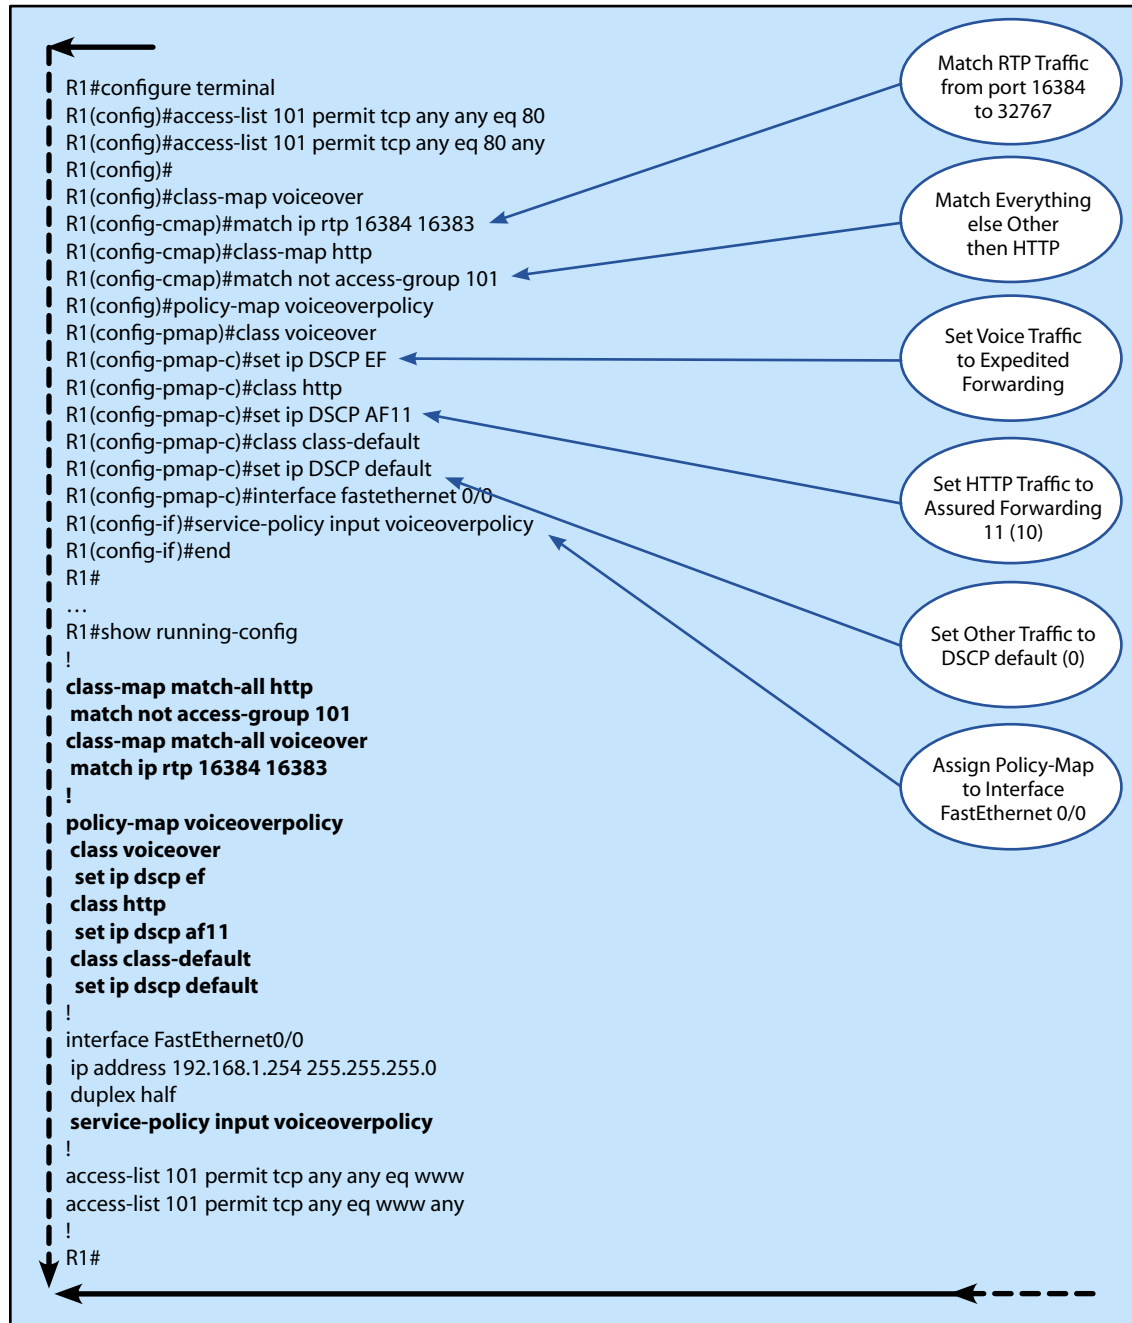 R1#configure terminal
R1(config)#access-list 101 permit tcp any any eq 80
R1(config)#access-list 101 permit tcp any eq 80 any
R1(config)#
R1(config)#class-map voiceover
R1(config-cmap)#match ip rtp 16384 16383
R1(config-cmap)#class-map http
R1(config-cmap)#match not access-group 101
R1(config)#policy-map voiceoverpolicy
R1(config-pmap)#class voiceover
R1(config-pmap-c)#set ip DSCP EF
R1(config-pmap-c)#class http
R1(config-pmap-c)#set ip DSCP AF11
R1(config-pmap-c)#class class-default
R1(config-pmap-c)#set ip DSCP default
R1(config-pmap-c)#interface fastethernet 0/0
R1(config-if)#service-policy input voiceoverpolicy
R1(config-if)#end
R1#
…
R1#show running-config
!
class-map match-all http
match not access-group 101
class-map match-all voiceover
match ip rtp 16384 16383
!
policy-map voiceoverpolicy
class voiceover
set ip dscp ef
class http
set ip dscp af11
class class-default
set ip dscp default
!
interface FastEthernet0/0
ip address 192.168.1.254 255.255.255.0
duplex half
service-policy input voiceoverpolicy
!
access-list 101 permit tcp any any eq www
access-list 101 permit tcp any eq www any
!
R1#
Match RTP Traffic
from port 16384
to 32767
Match Everything
else Other
then HTTP
Set Voice Traffic
to Expedited
Forwarding
Set HTTP Traffic to
Assured Forwarding
11 (10)
Set Other Traffic to
DSCP default (0)
Assign Policy-Map
to Interface
FastEthernet 0/0